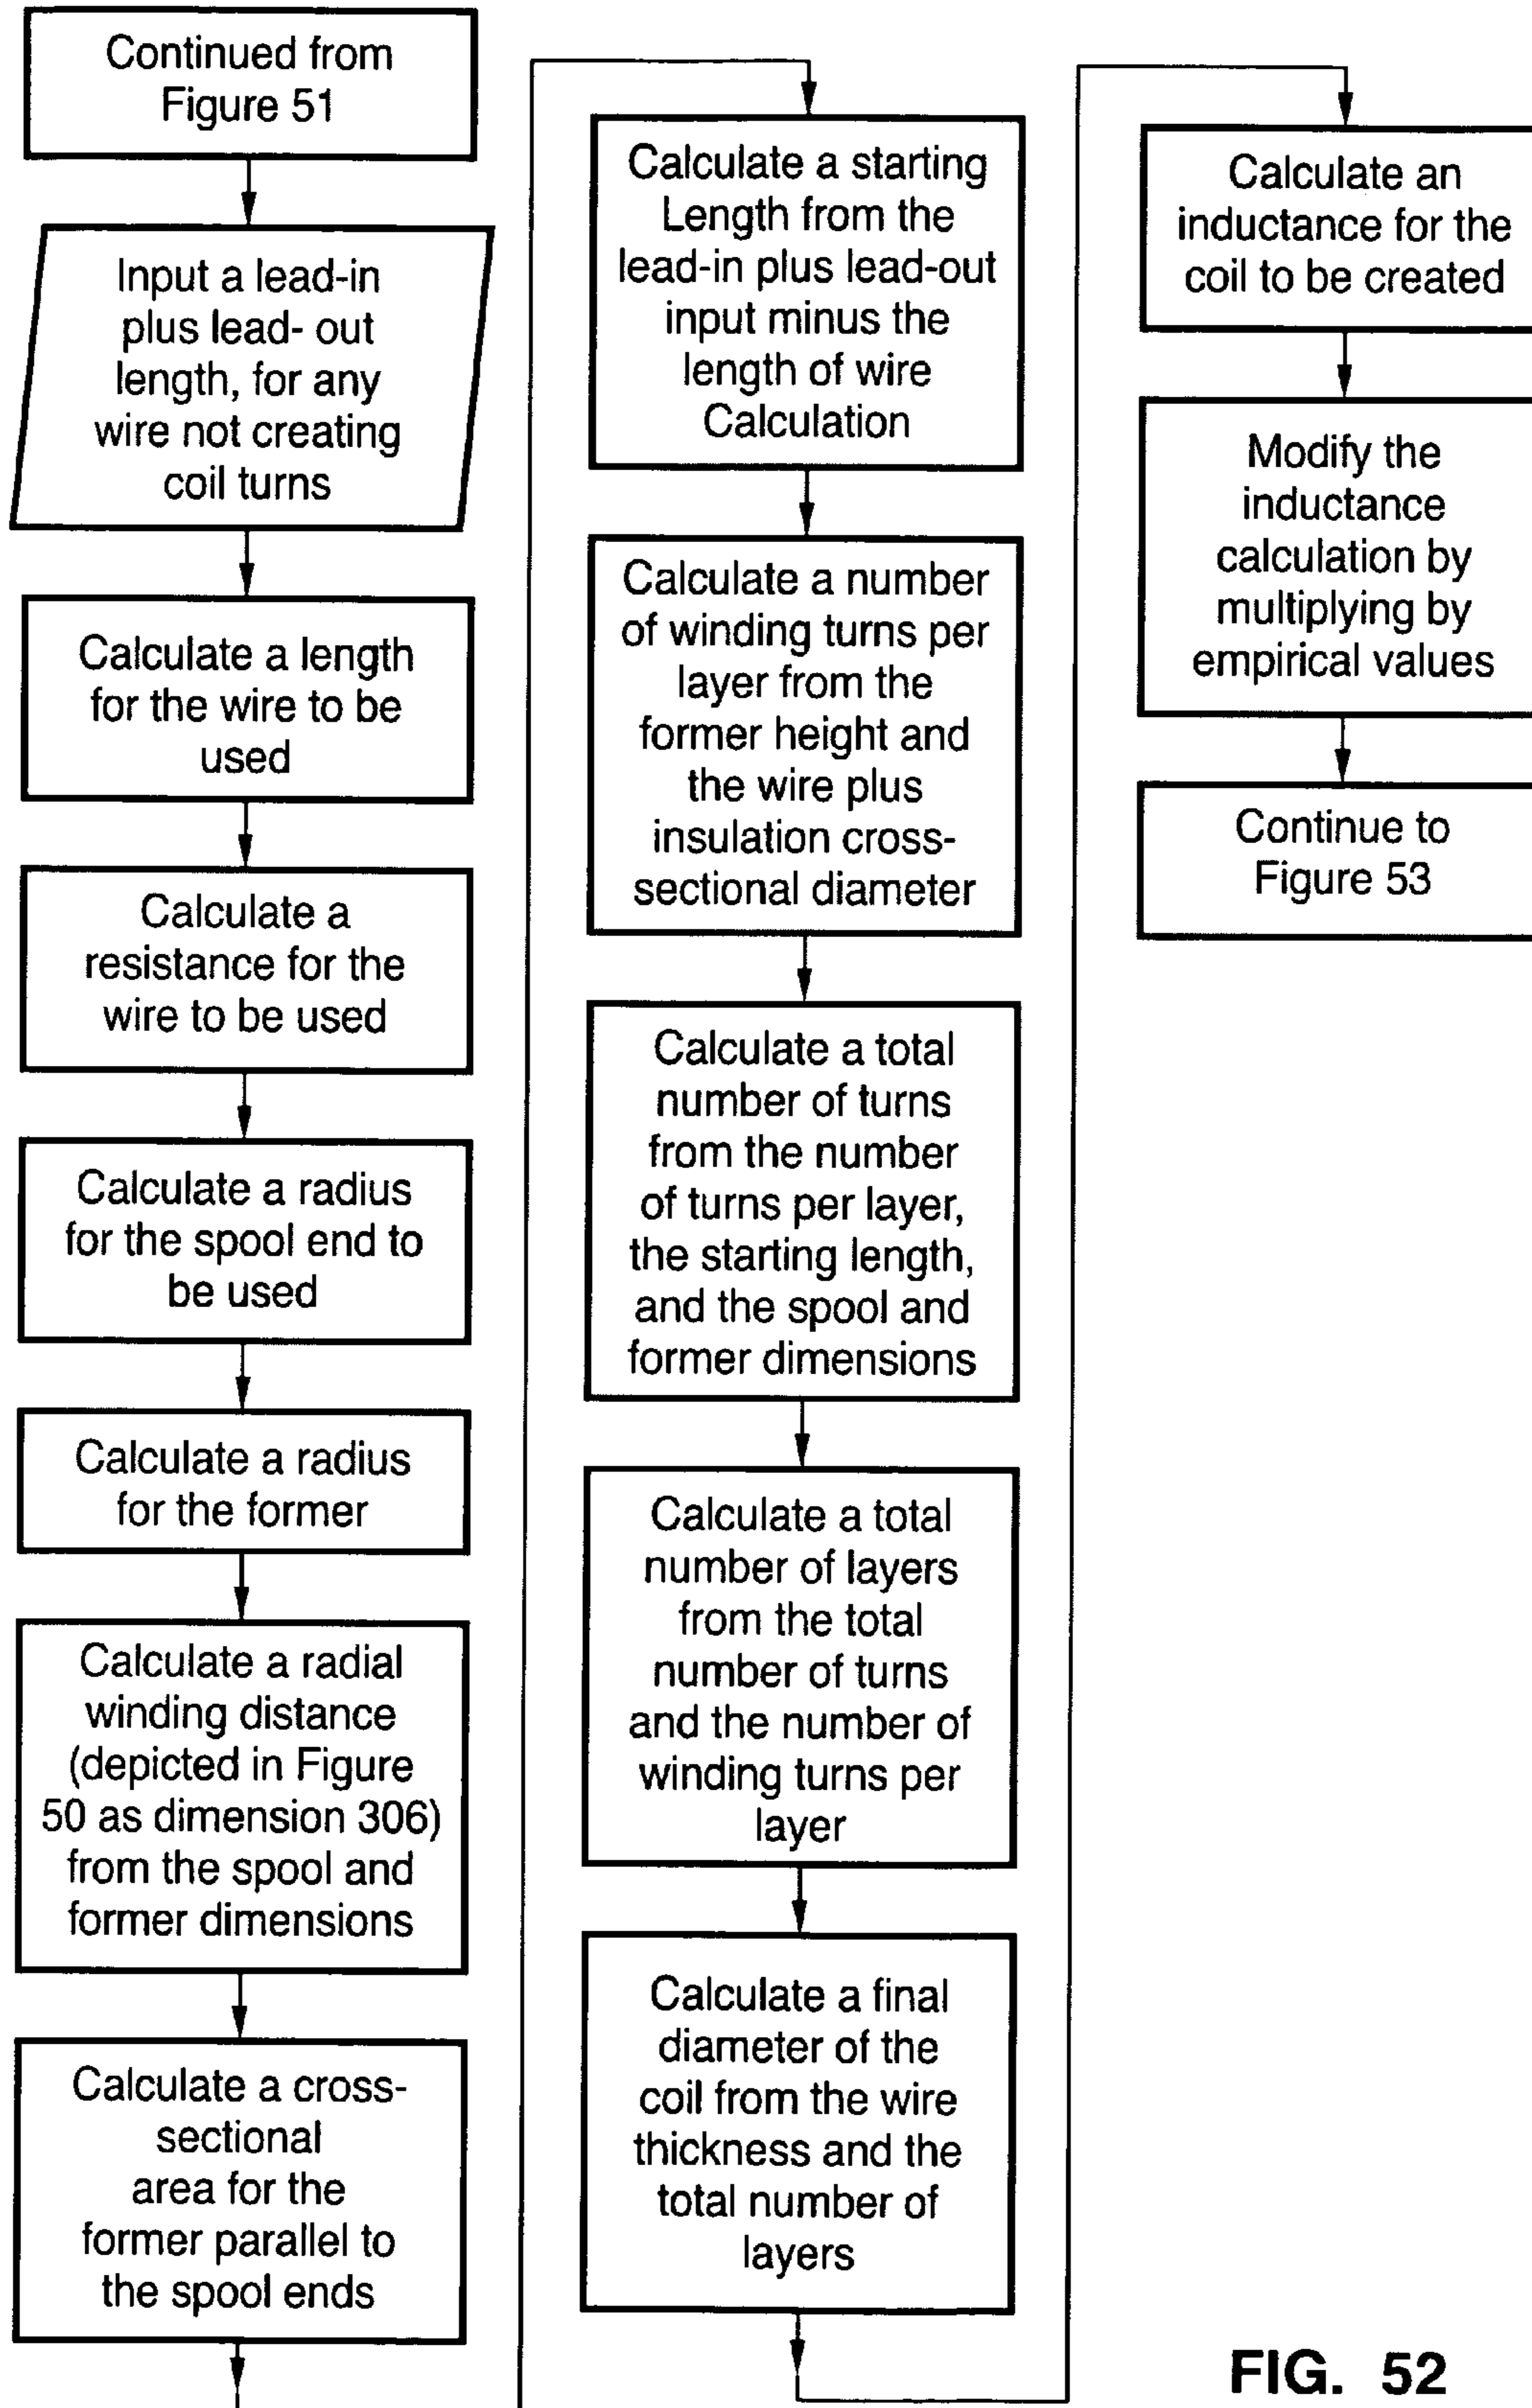 Continued from
Figure 51
Input a lead-in
plus lead- out
length, for any
wire not creating
coil turns
Calculate a length
for the wire to be
used
Calculate a
resistance for the
wire to be used
Calculate a radius
for the spool end to
be used
Calculate a radius
for the former
Calculate a radial
winding distance
(depicted in Figure
50 as dimension 306)
from the spool and
former dimensions
Calculate a cross-
sectional
area for the
former parallel to
the spool ends
Calculate a starting
Length from the
lead-in plus lead-out
input minus the
length of wire
Calculation
Calculate a number
of winding turns per
layer from the
former height and
the wire plus
insulation cross-
sectional diameter
Calculate a total
number of turns
from the number
of turns per layer,
the starting length,
and the spool and
former dimensions
Calculate a total
number of layers
from the total
number of turns
and the number of
winding turns per
layer
Calculate a final
diameter of the
coil from the wire
thickness and the
total number of
layers
Calculate an
inductance for the
coil to be created
Modify the
inductance
calculation by
multiplying by
empirical values
Continue to
Figure 53
FIG. 52